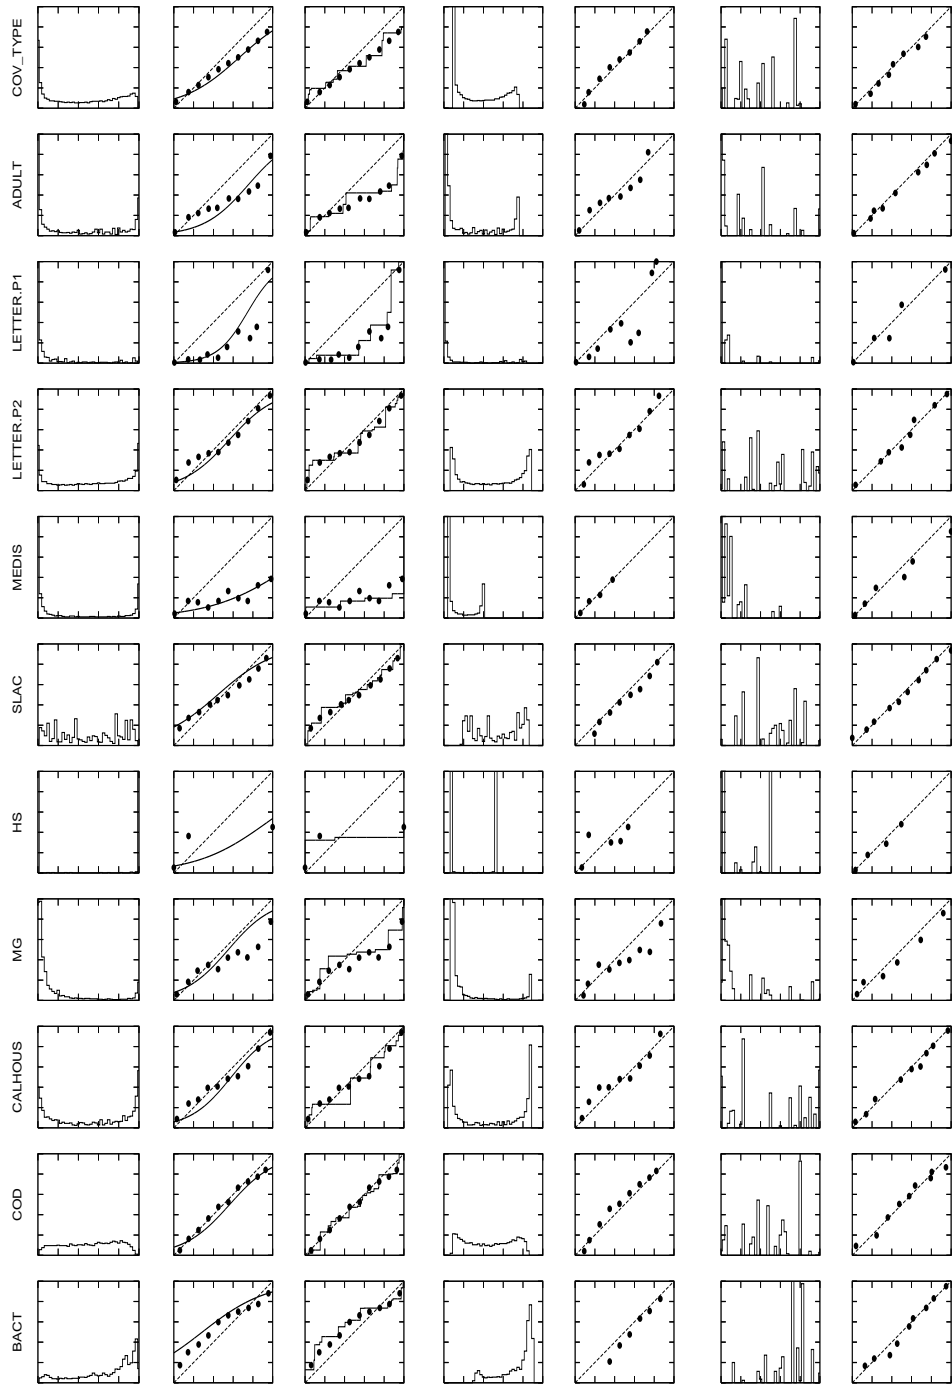 COV_TYPE
ADULT
LETTER.P1
LETTER.P2
MEDIS
SLAC
HS
MG
CALHOUS
COD
BACT